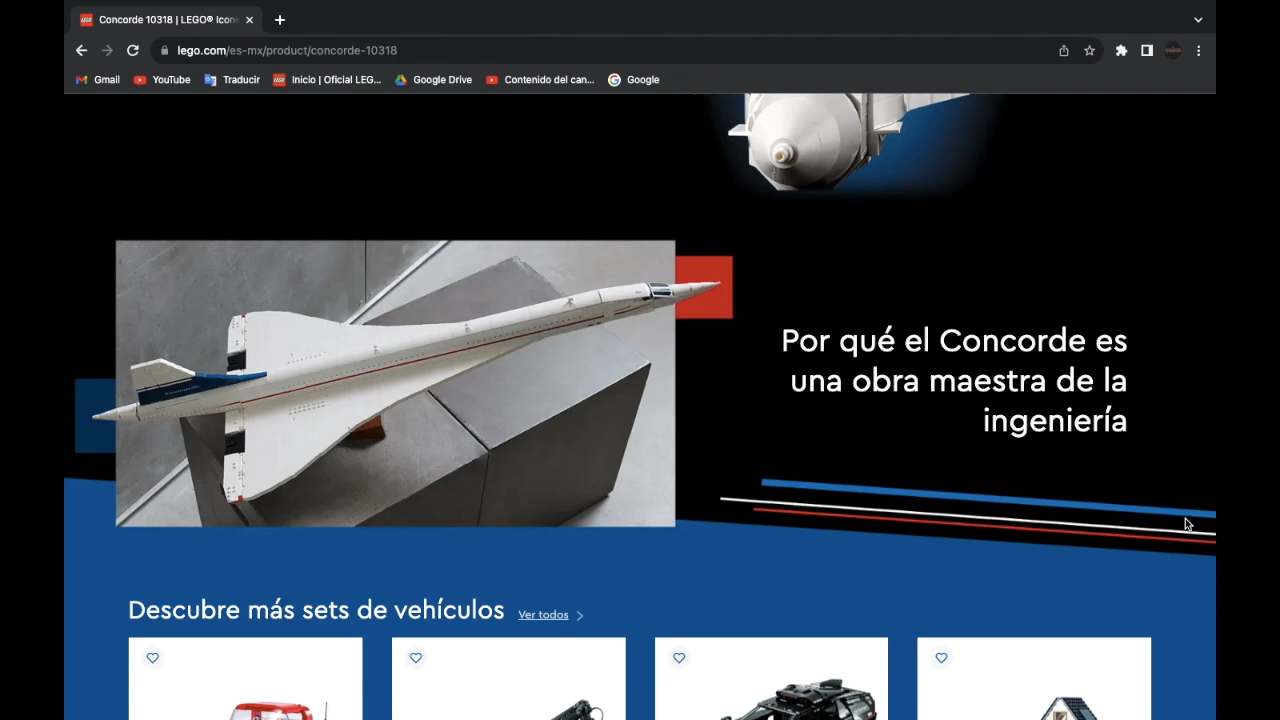 Concorde 10318 | LEGO® Icons
lego.com/es-mx/product/concorde-10318
Gmail
YouTube
Traducir
Inicio | Oficial LEG...
Google Drive
Contenido del can...
Google
Por qué el Concorde es
una obra maestra de la
ingeniería
Descubre más sets de vehículos
Ver todos